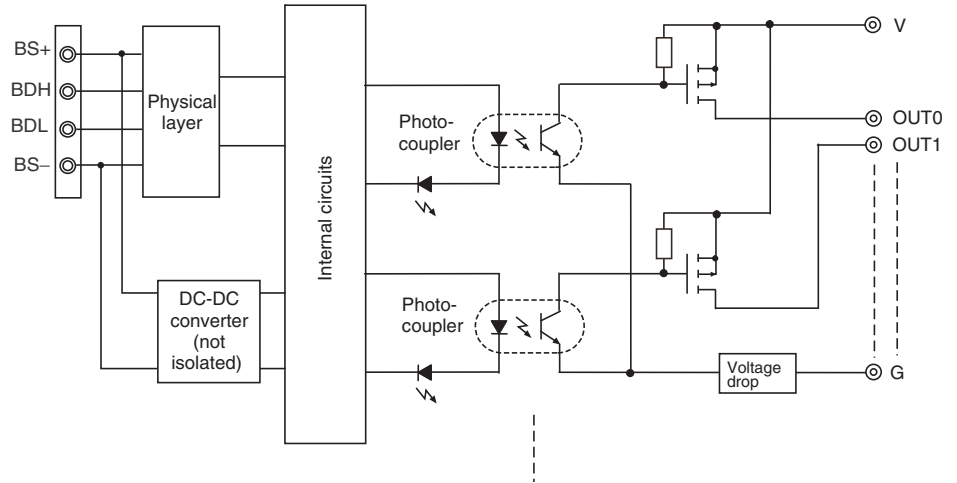 BS+
BDH
BDL
BS–
Physical
layer
DC-DC
converter
(not
isolated)
Internal circuits
Photo-
coupler
Photo-
coupler
Voltage
drop
V
OUT0
OUT1
G